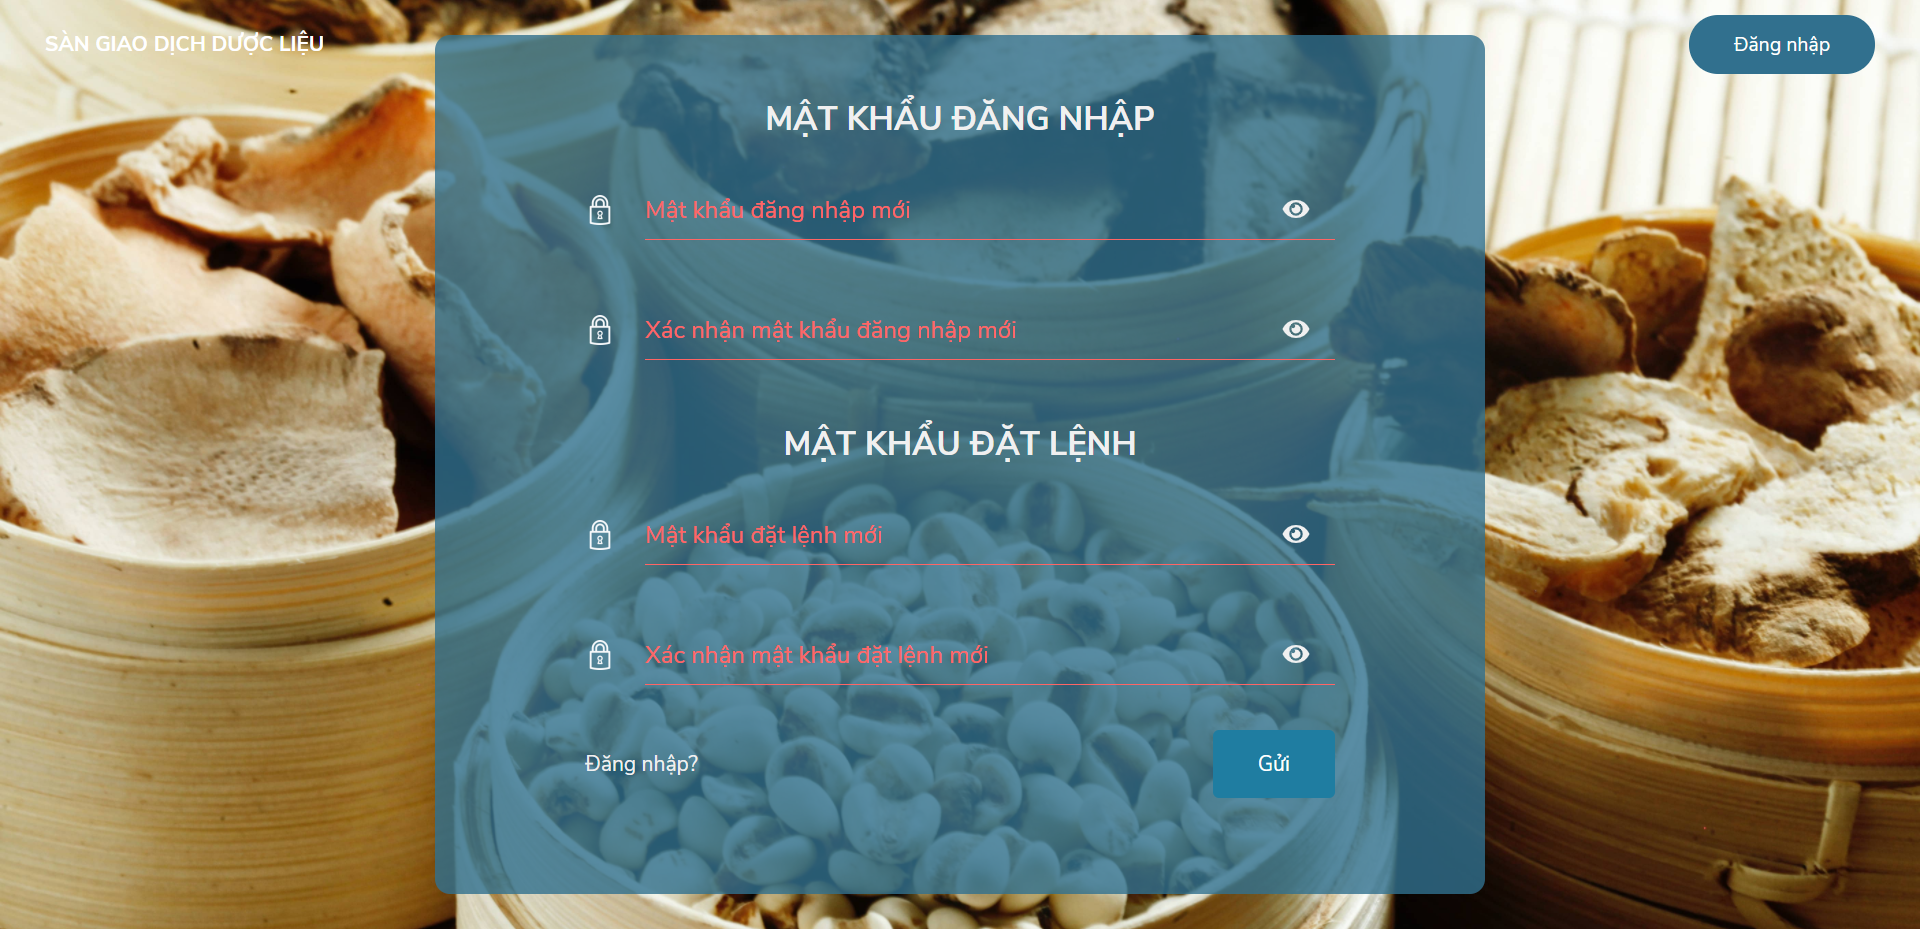 SÀN GIAO DỊCH DƯỢC LIỆU
Đăng nhập
MẬT KHẨU ĐĂNG NHẬP
Mật khẩu đăng nhập mới
Xác nhận mật khẩu đăng nhập mới
MẬT KHẨU ĐẶT LỆNH
Mật khẩu đặt lệnh mới
Xác nhận mật khẩu đặt lệnh mới
Đăng nhập?
Gửi